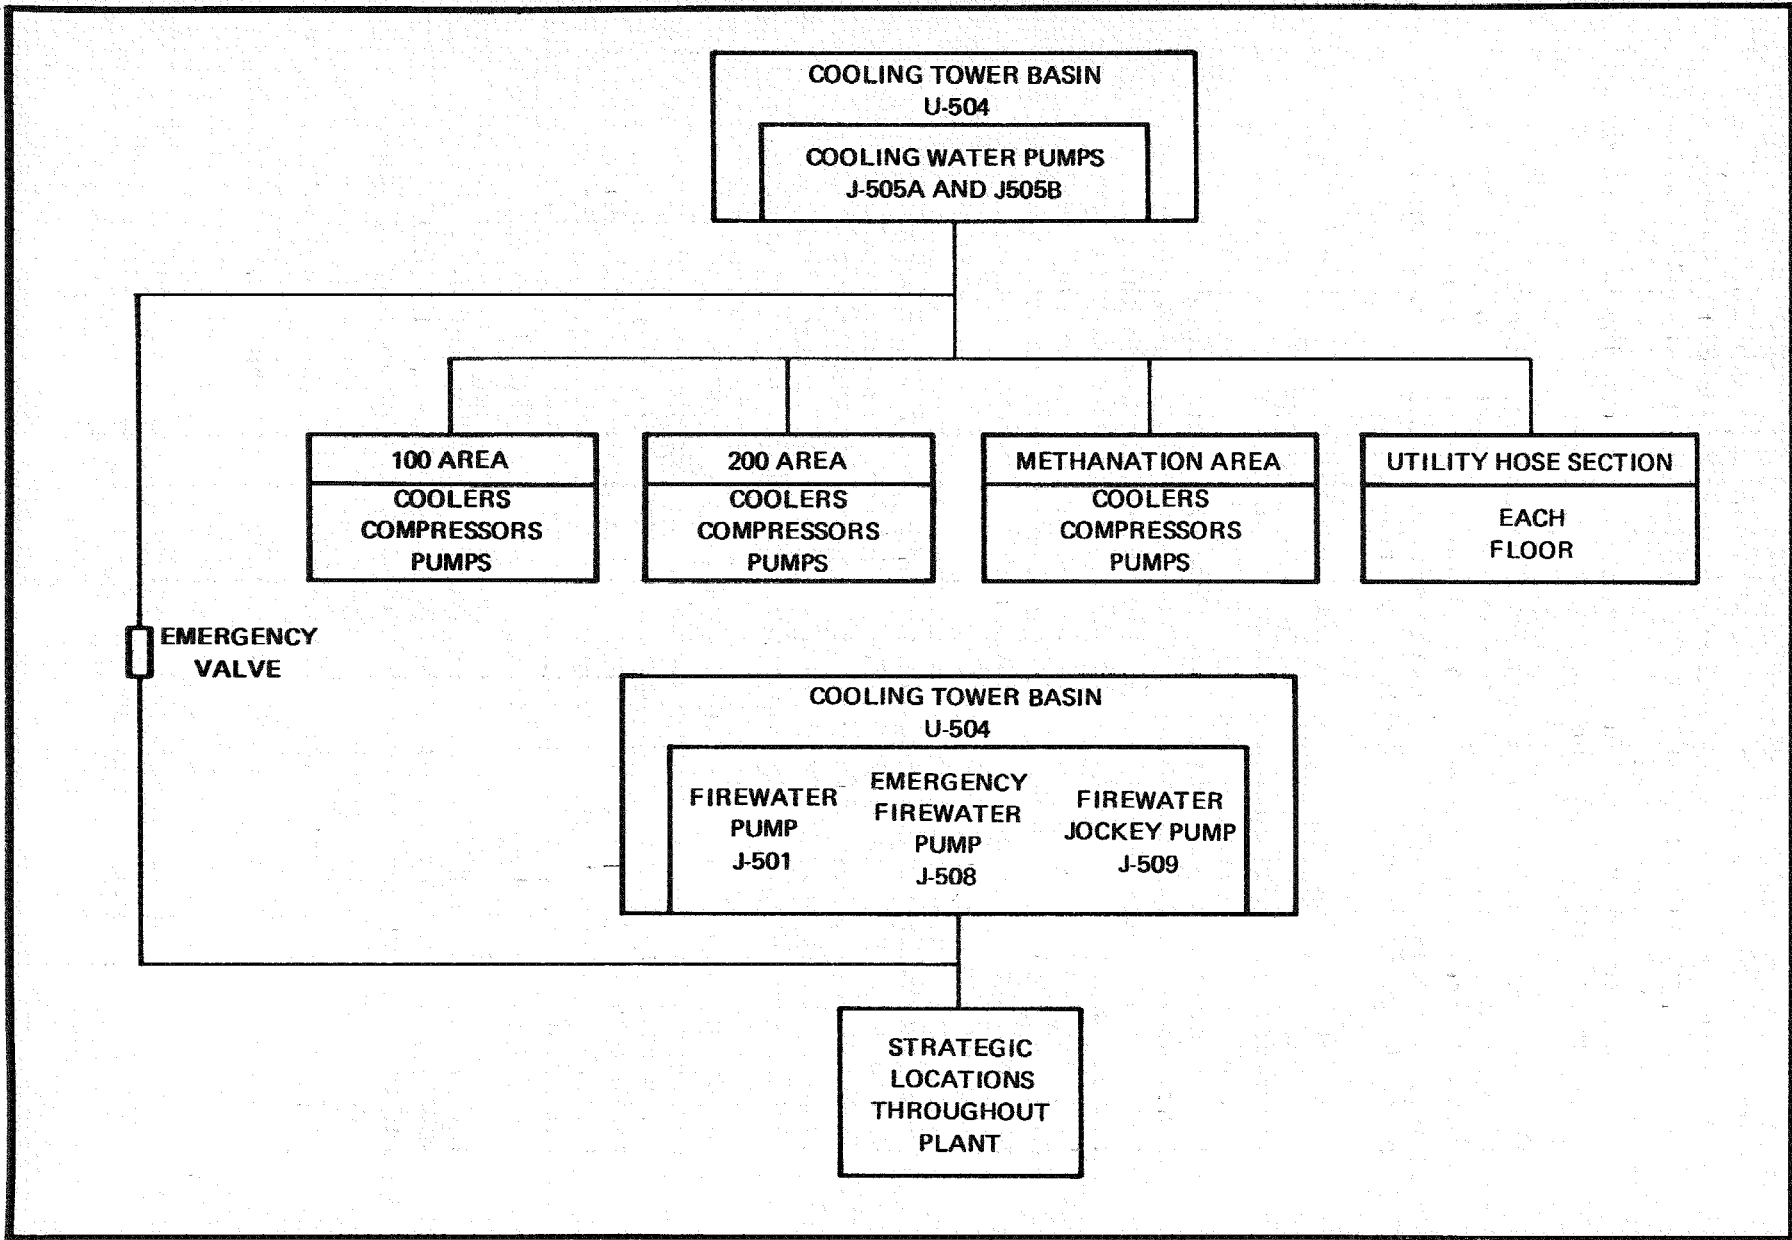 COOLING TOWER BASIN
U-504
COOLING WATER PUMPS
J-505A AND J505B
100 AREA
COOLERS
COMPRESSORS
PUMPS
200 AREA
COOLERS
COMPRESSORS
PUMPS
METHANATION AREA
COOLERS
COMPRESSORS
PUMPS
UTILITY HOSE SECTION
EACH
FLOOR
EMERGENCY
VALVE
COOLING TOWER BASIN
U-504
FIREWATER
PUMP
J-501
EMERGENCY
FIREWATER
PUMP
J-508
FIREWATER
JOCKEY PUMP
J-509
STRATEGIC
LOCATIONS
THROUGHOUT
PLANT